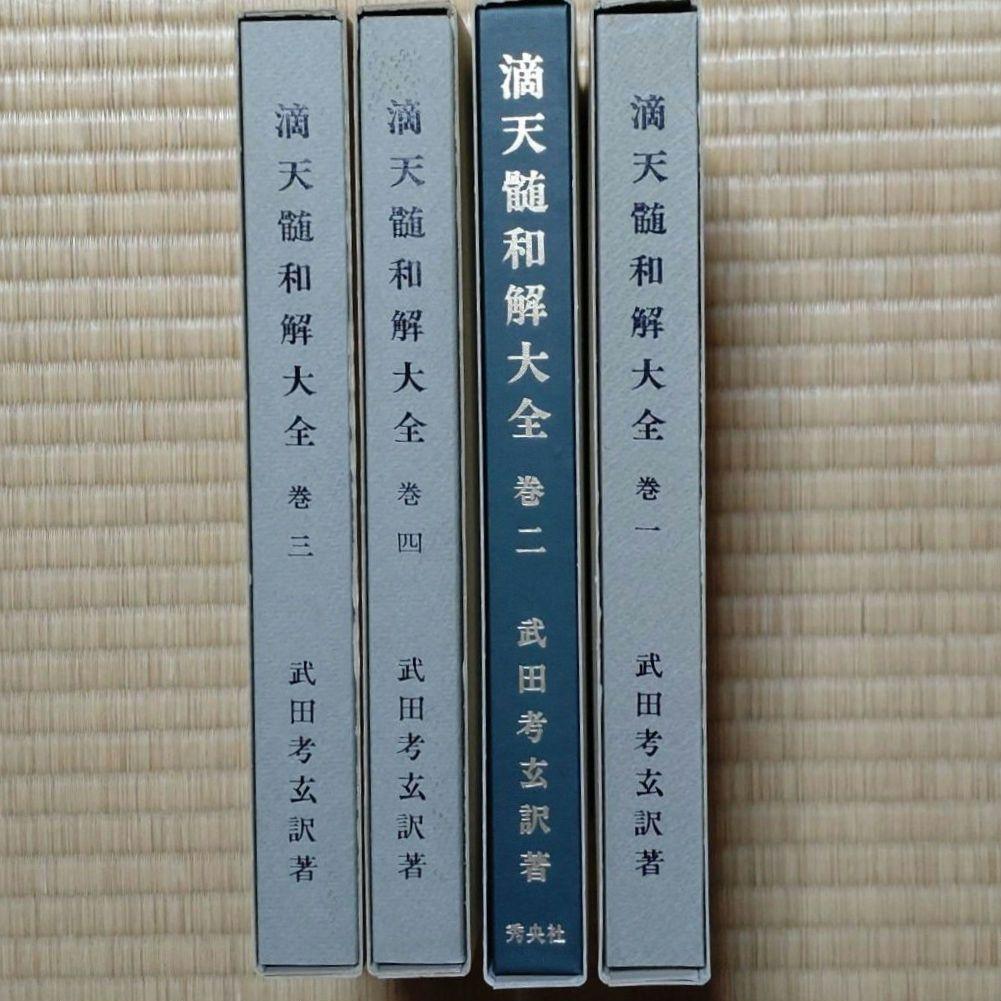 滴天髄和解大全 巻一 武田考玄訳著
滴天髄和解大全 巻二 武田考玄訳著 秀央社
滴天髄和解大全 巻四 武田考玄訳著
滴天髄和解大全 巻三 武田考玄訳著